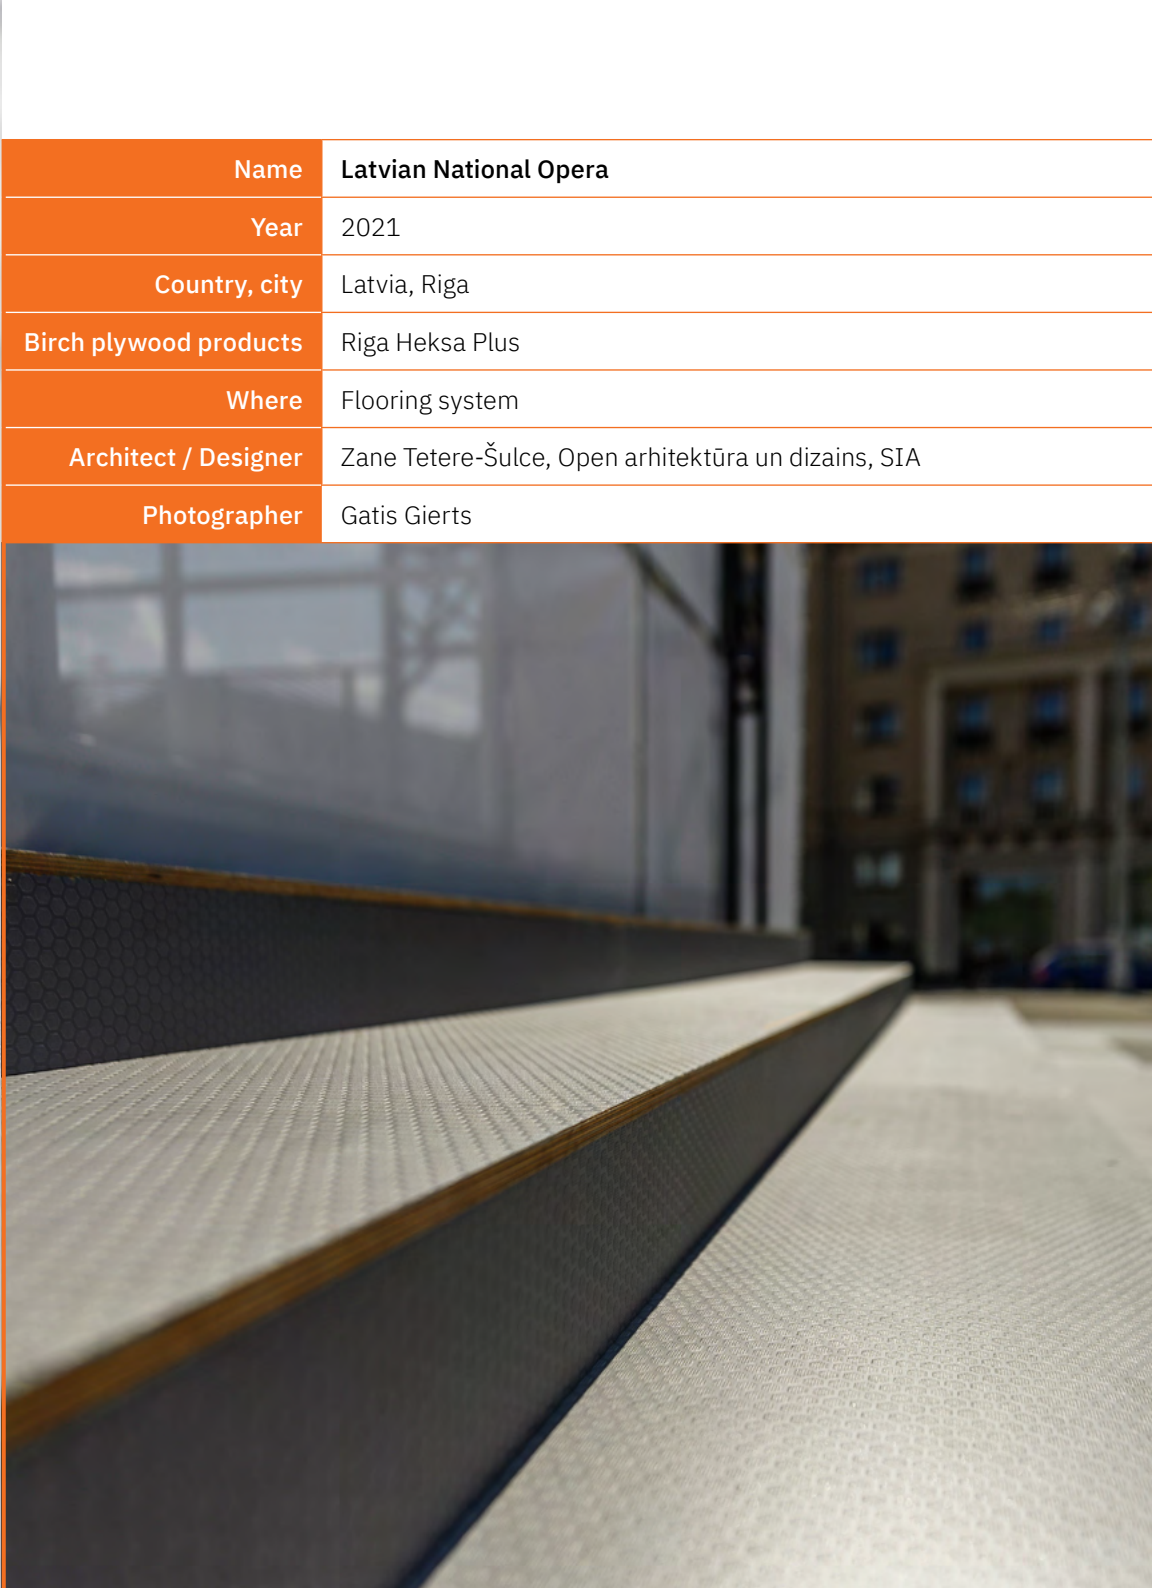 Name Latvian National Opera
Year 2021
Country, city Latvia, Riga
Birch plywood products Riga Heksa Plus
Where Flooring system
Architect / Designer Zane Tetere-Šulce, Open arhitektūra un dizains, SIA
Photographer Gatis Gierts